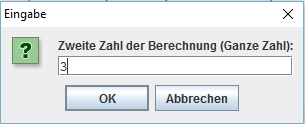 Eingabe
Zweite Zahl der Berechnung (Ganze Zahl):
3
OK
Abbrechen